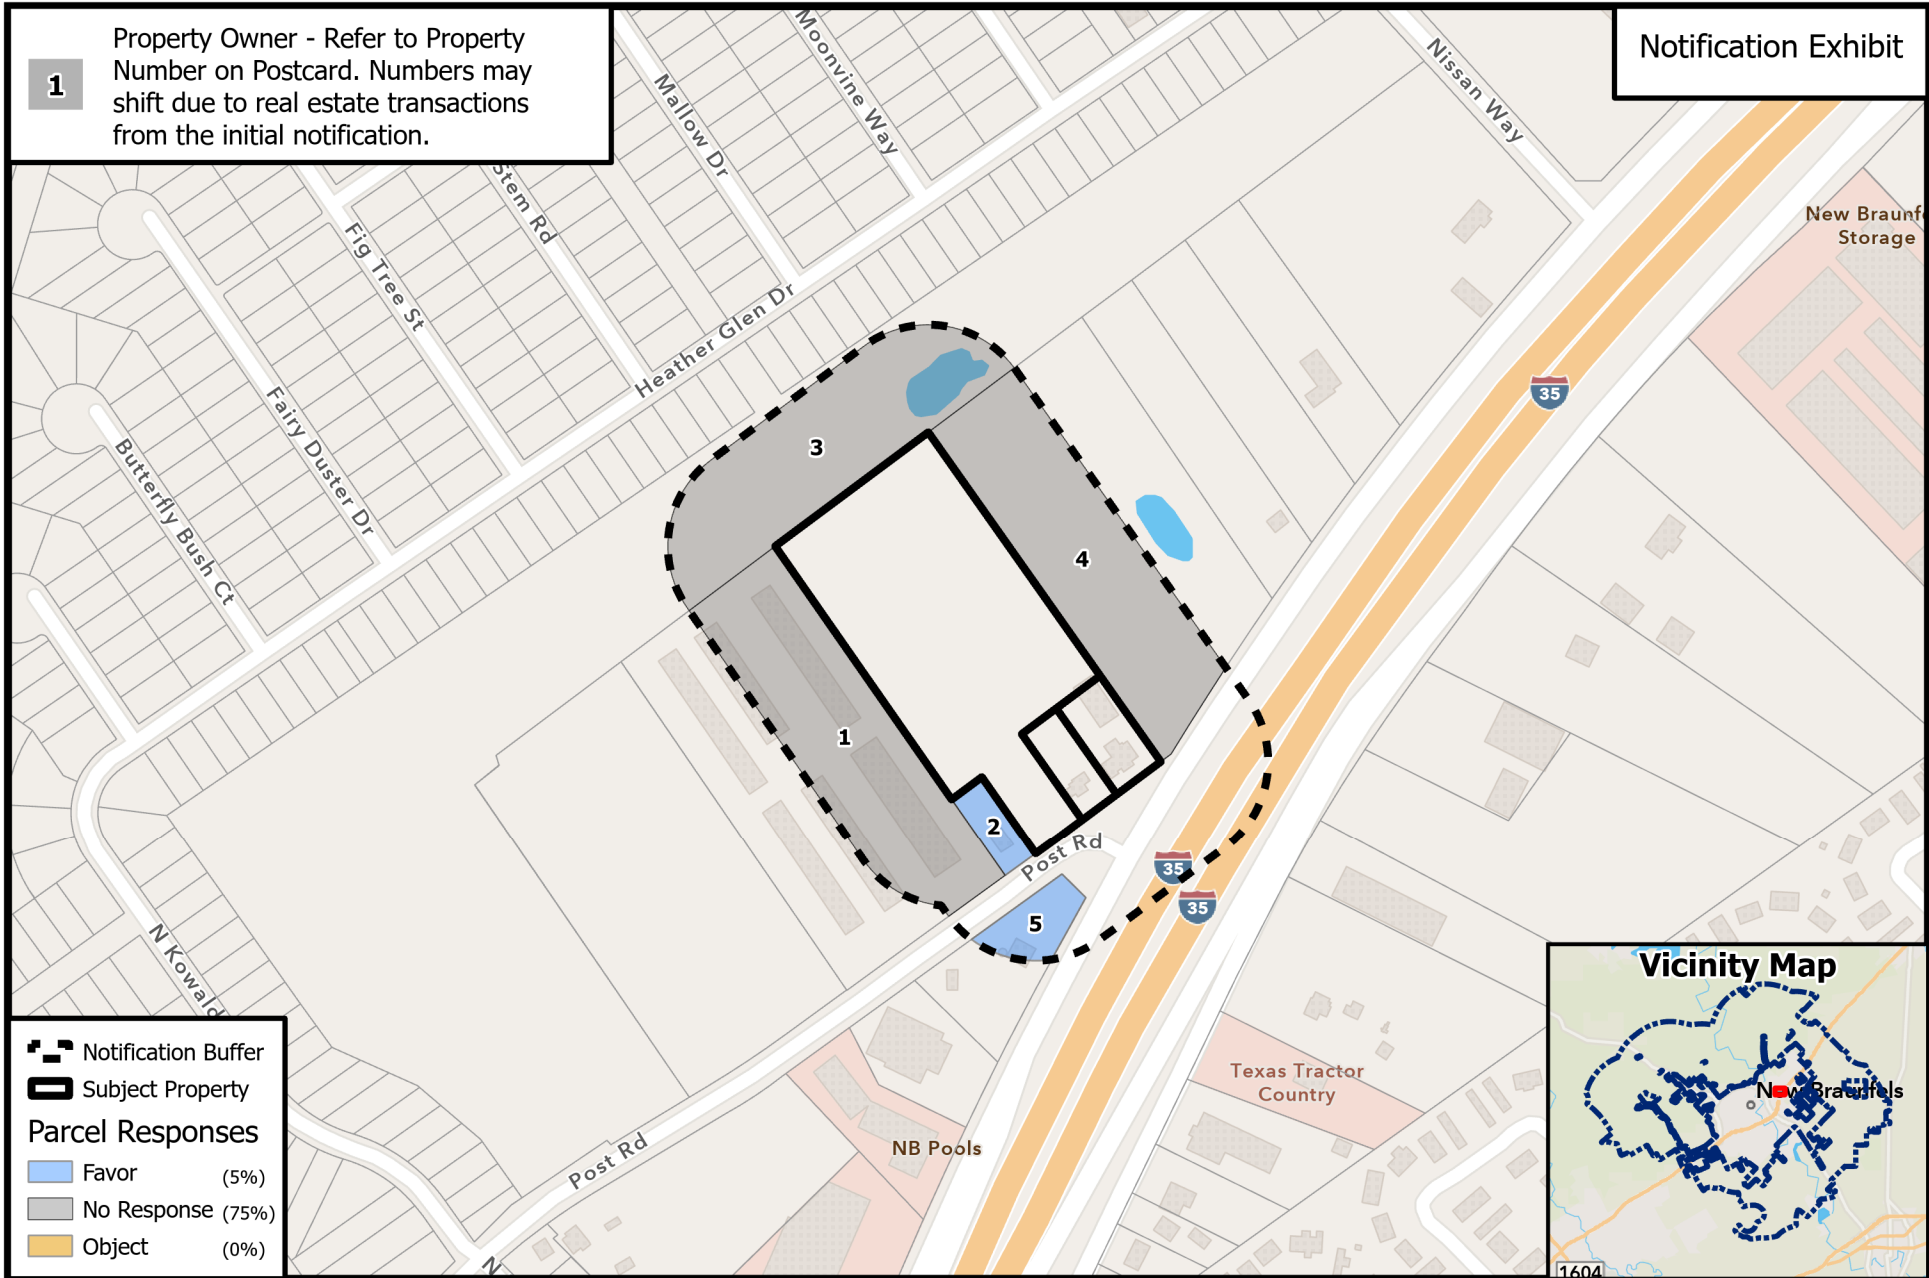 1
Property Owner - Refer to Property
Number on Postcard. Numbers may
shift due to real estate transactions
from the initial notification.
Notification Exhibit
Moonvine Way
Mallow Dr
Nissan Way
Stem Rd
Fig Tree St
Heather Glen Dr
Fairy Duster Dr
Butterfly Bush Ct
New Braunf
Storage
35
3
4
1
2
5
Post Rd
35
35
N Kowald
Post Rd
N
NB Pools
Texas Tractor
Country
Notification Buffer
Subject Property
Parcel Responses
Favor (5%)
No Response (75%)
Object (0%)
Vicinity Map
New Braunfels
1604